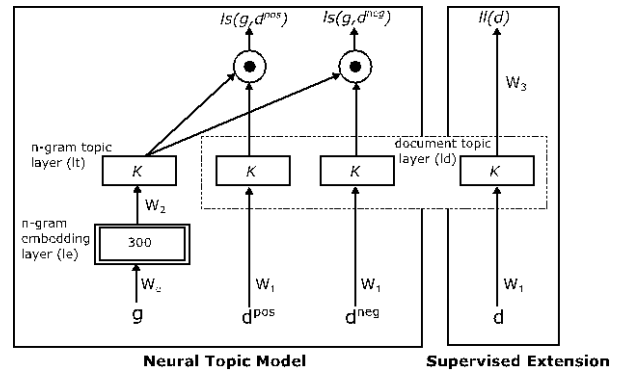 ls(g,d^pos) ls(g,d^neg) ll(d)
W3
n-gram topic
layer (lt)
document topic
layer (ld)
K K K K
W2
n-gram
embedding
layer (le)
300
We W1 W1 W1
g d^pos d^neg d
Neural Topic Model Supervised Extension